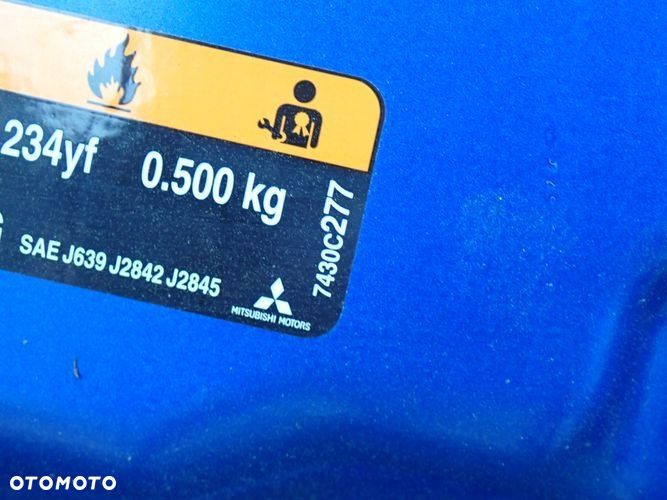 234yf 0.500 kg
SAE J639 J2842 J2845
MITSUBISHI MOTORS
7430C277
OTOMOTO